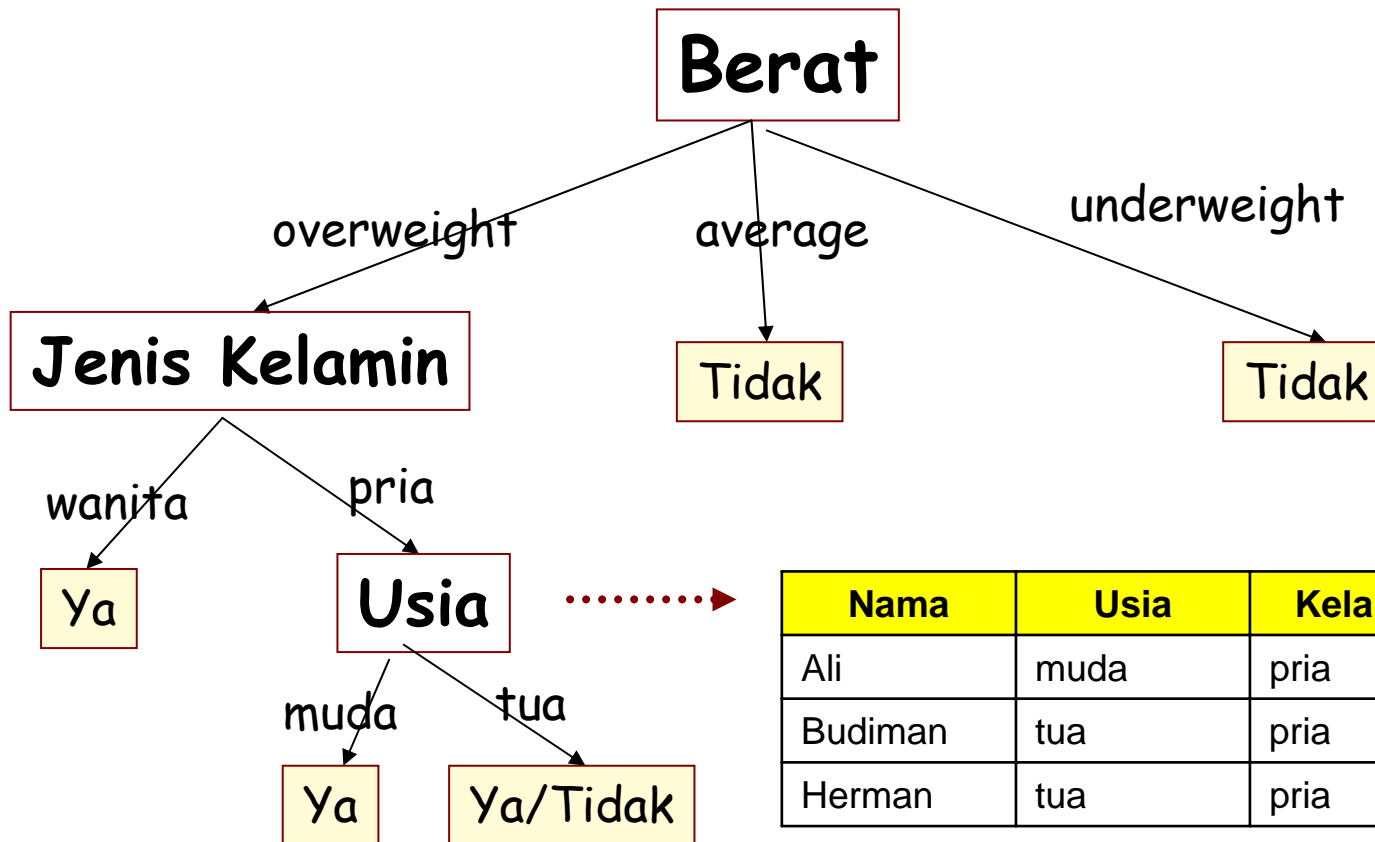 Berat
overweight
average
underweight
Jenis Kelamin
Tidak
Tidak
wanita
pria
Ya
Usia
muda
tua
Ya
Ya/Tidak
Nama Usia Kela
Ali muda pria
Budiman tua pria
Herman tua pria